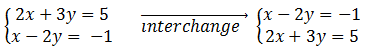 {2x + 3y = 5
{x − 2y = −1
interchange
{x − 2y = −1
{2x + 3y = 5